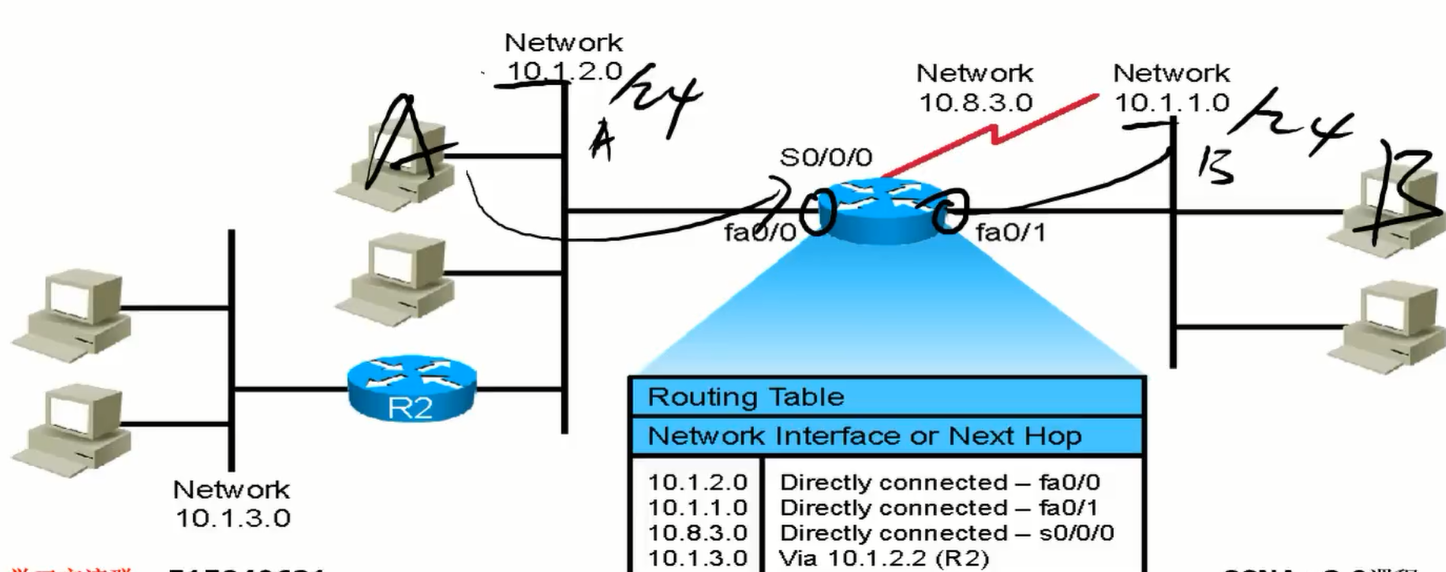 Network
10.1.2.0
/24
A
A
Network
10.8.3.0
Network
10.1.1.0
/24
B
B
S0/0/0
fa0/0
fa0/1
R2
Network
10.1.3.0
Routing Table
Network Interface or Next Hop
10.1.2.0 Directly connected – fa0/0
10.1.1.0 Directly connected – fa0/1
10.8.3.0 Directly connected – s0/0/0
10.1.3.0 Via 10.1.2.2 (R2)